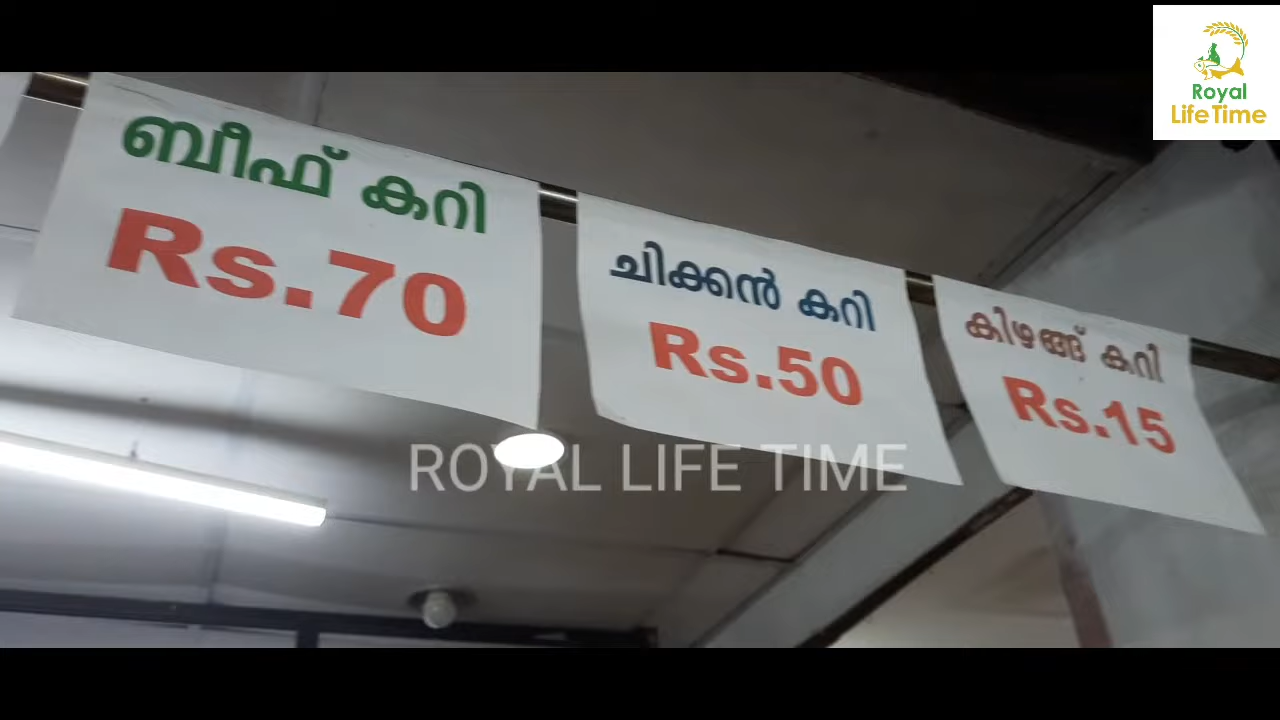 ബീഫ് കറി
Rs.70
ചിക്കൻ കറി
Rs.50
കിഴങ്ങ് കറി
Rs.15
ROYAL LIFE TIME
Royal
Life Time